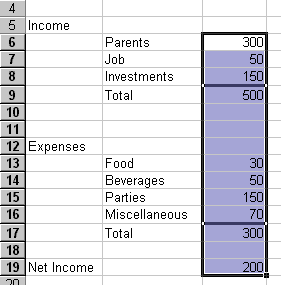 4
5 Income
6 Parents 300
7 Job 50
8 Investments 150
9 Total 500
10
11
12 Expenses
13 Food 30
14 Beverages 50
15 Parties 150
16 Miscellaneous 70
17 Total 300
18
19 Net Income 200
20